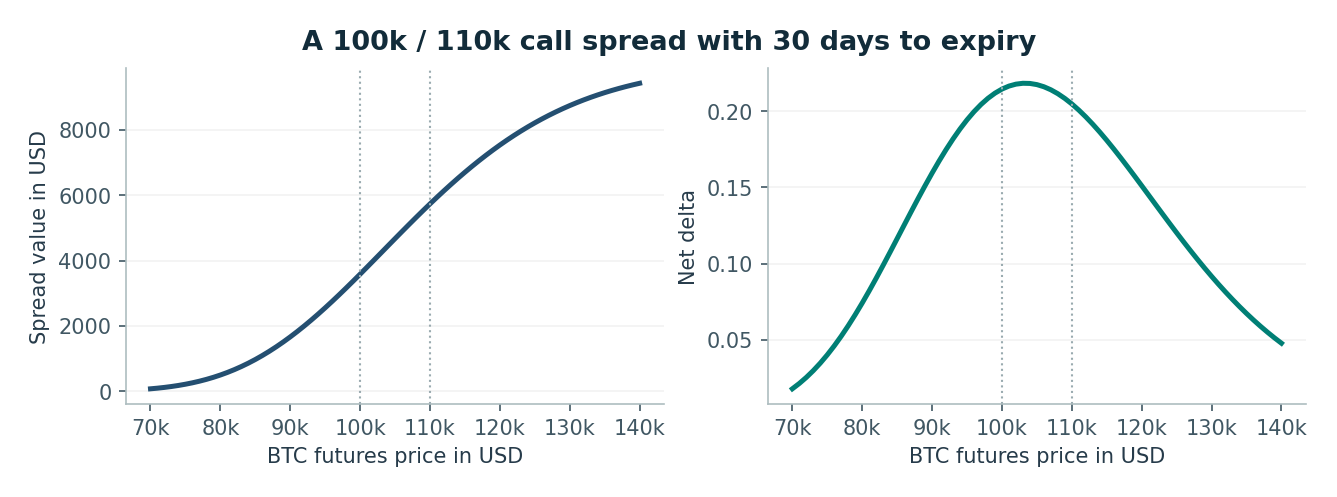 A 100k / 110k call spread with 30 days to expiry
Spread value in USD
8000
6000
4000
2000
0
70k 80k 90k 100k 110k 120k 130k 140k
BTC futures price in USD
Net delta
0.20
0.15
0.10
0.05
70k 80k 90k 100k 110k 120k 130k 140k
BTC futures price in USD